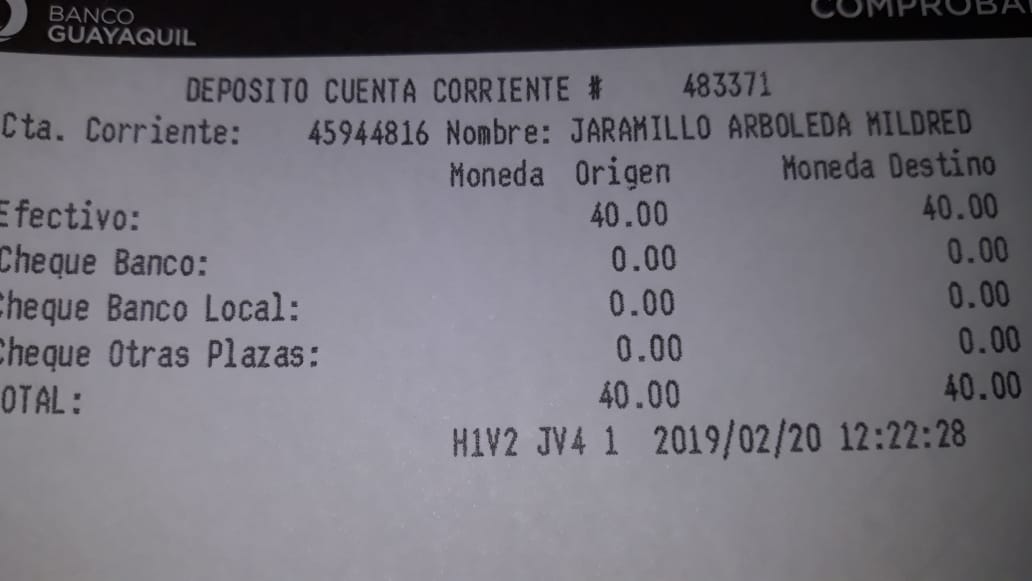 BANCO
GUAYAQUIL
COMPROBA
DEPOSITO CUENTA CORRIENTE # 483371
Cta. Corriente: 45944816 Nombre: JARAMILLO ARBOLEDA MILDRED
Moneda Origen Moneda Destino
Efectivo: 40.00 40.00
Cheque Banco: 0.00 0.00
Cheque Banco Local: 0.00 0.00
Cheque Otras Plazas: 0.00 0.00
OTAL: 40.00 40.00
H1V2 JV4 1 2019/02/20 12:22:28